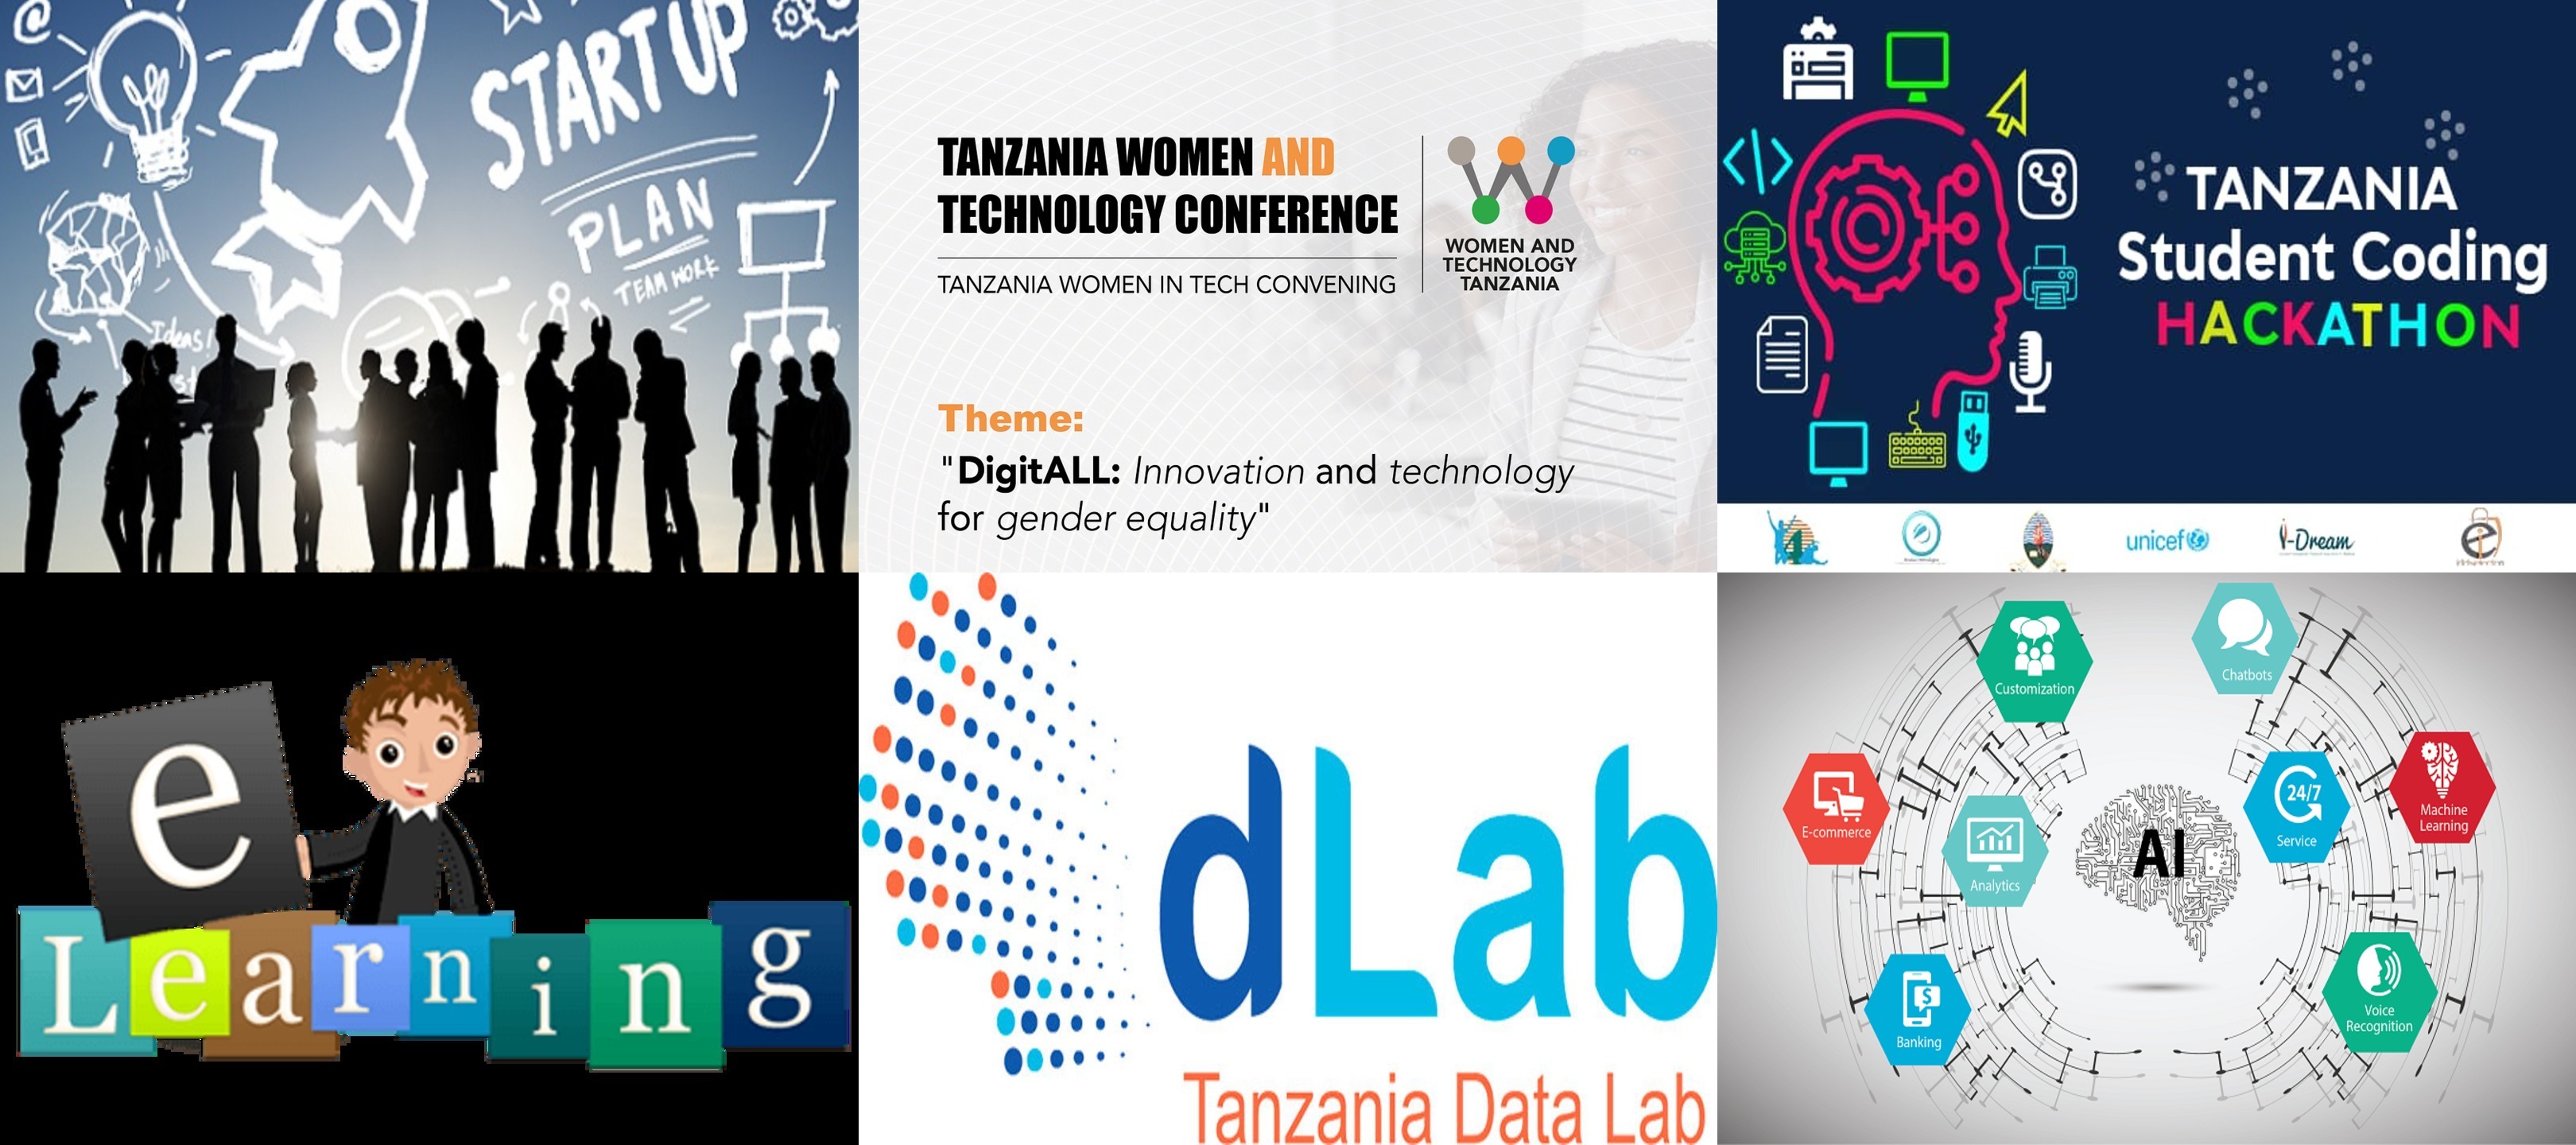 @
STARTUP
PLAN
TEAM WORK
Ideas!
TANZANIA WOMEN AND
TECHNOLOGY CONFERENCE
TANZANIA WOMEN IN TECH CONVENING
WOMEN AND
TECHNOLOGY
TANZANIA
Theme:
"DigitALL: Innovation and technology
for gender equality"
</>
TANZANIA
Student Coding
HACKATHON
4
unicef
i-Dream
e
e
Learning
dLab
Tanzania Data Lab
Customization
Chatbots
E-commerce
Analytics
AI
24/7
Service
Machine
Learning
$
Banking
Voice
Recognition